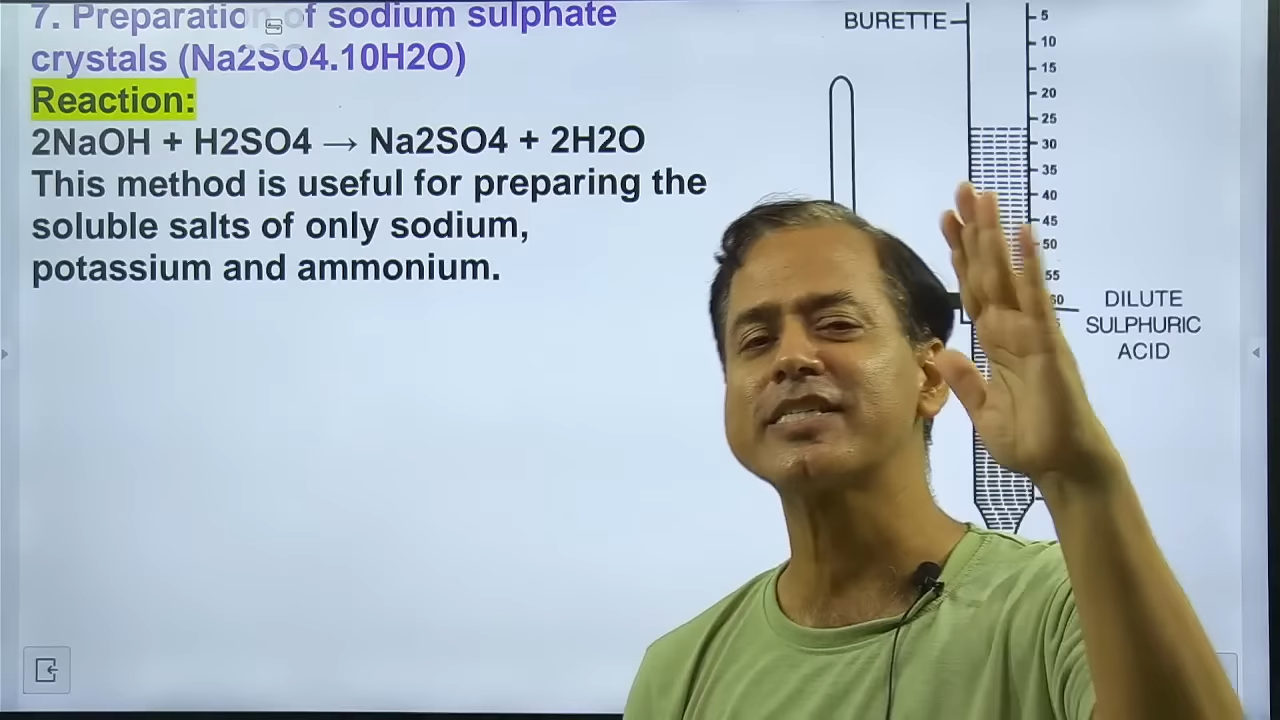 7. Preparation of sodium sulphate
crystals (Na2SO4.10H2O)
Reaction:
2NaOH + H2SO4 → Na2SO4 + 2H2O
This method is useful for preparing the
soluble salts of only sodium,
potassium and ammonium.
BURETTE
5
10
15
20
25
30
35
40
45
50
55
60
DILUTE
SULPHURIC
ACID